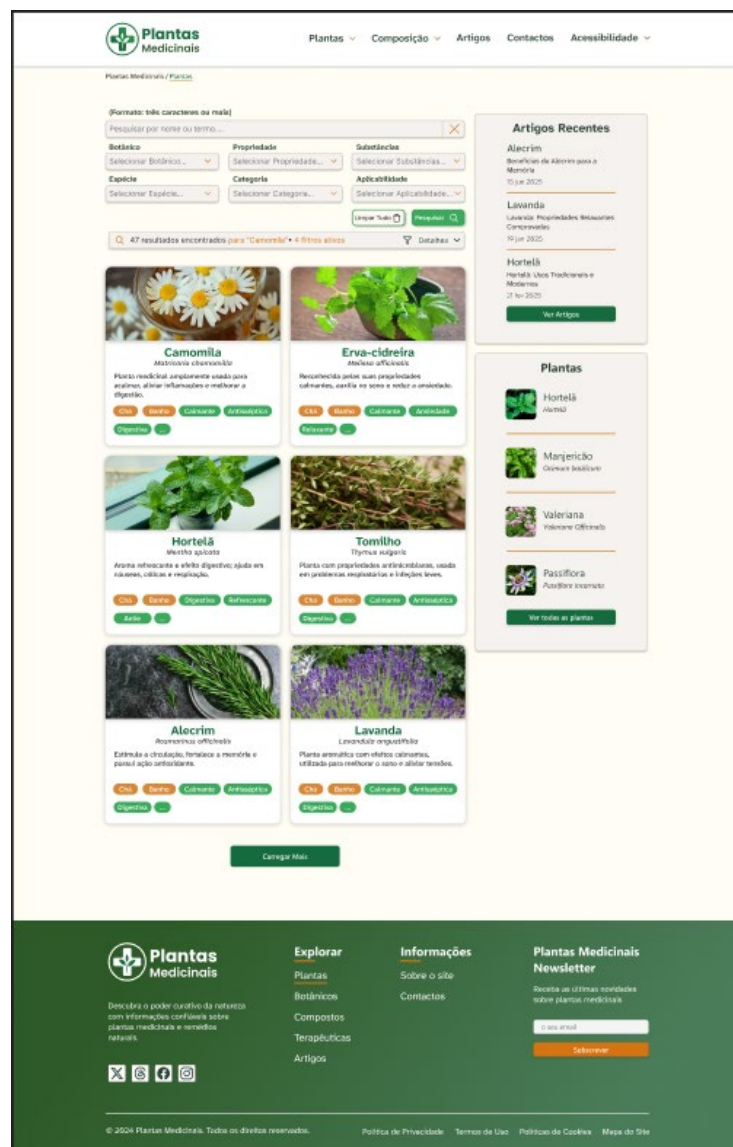 Plantas
Medicinais
Plantas Composição Artigos Contactos Acessibilidade
Plantas Medicinais / Plantas
(Formato: três caracteres ou mais)
Pesquisar por nome ou termo...
Botânico Propriedade Substâncias
Selecionar Botânico... Selecionar Propriedade... Selecionar Substâncias...
Espécie Categoria Aplicabilidade
Selecionar Espécie... Selecionar Categoria... Selecionar Aplicabilidade...
Limpar Tudo Pesquisar
47 resultados encontrados para "Camomila" • 4 filtros ativos Detalhes
Camomila
Matricaria chamomilla
Planta medicinal amplamente usada para
acalmar, aliviar inflamações e melhorar a
digestão.
Chá Banho Calmante Antisséptico
Digestiva ...
Erva-cidreira
Melissa officinalis
Reconhecida pelas suas propriedades
calmantes, auxilia no sono e reduz a ansiedade.
Chá Banho Calmante Ansiedade
Relaxante ...
Hortelã
Mentha spicata
Aroma refrescante e efeito digestivo; ajuda em
náuseas, cólicas e respiração.
Chá Banho Digestiva Refrescante
...
Tomilho
Thymus vulgaris
Planta com propriedades antimicrobianas, usada
em problemas respiratórios e infeções leves.
Chá Banho Calmante Antisséptico
Digestiva ...
Alecrim
Rosmarinus officinalis
Estimula a circulação, fortalece a memória e
possui ação antioxidante.
Chá Banho Calmante Antisséptico
Digestiva ...
Lavanda
Lavandula angustifolia
Planta aromática com efeitos calmantes,
utilizada para melhorar o sono e aliviar tensões.
Chá Banho Calmante Antisséptico
Digestiva ...
Carregar Mais
Artigos Recentes
Alecrim
Benefícios do Alecrim para a
Memória
15 jun 2025
Lavanda
Lavanda: Propriedades Relaxantes
Comprovadas
19 jun 2025
Hortelã
Hortelã: Usos Tradicionais e
Modernos
21 fev 2025
Ver Artigos
Plantas
Hortelã
Hortelã
Manjericão
Ocimum basilicum
Valeriana
Valeriana Officinalis
Passiflora
Passiflora incarnata
Ver todas as plantas
Plantas
Medicinais
Descubra o poder curativo da natureza
com informações confiáveis sobre
plantas medicinais e remédios
naturais.
Explorar
Plantas
Botânicos
Compostos
Terapêuticas
Artigos
Informações
Sobre o site
Contactos
Plantas Medicinais
Newsletter
Receba as últimas novidades
sobre plantas medicinais
o seu email
Subscrever
© 2024 Plantas Medicinais. Todos os direitos reservados.
Política de Privacidade Termos de Uso Políticas de Cookies Mapa do Site